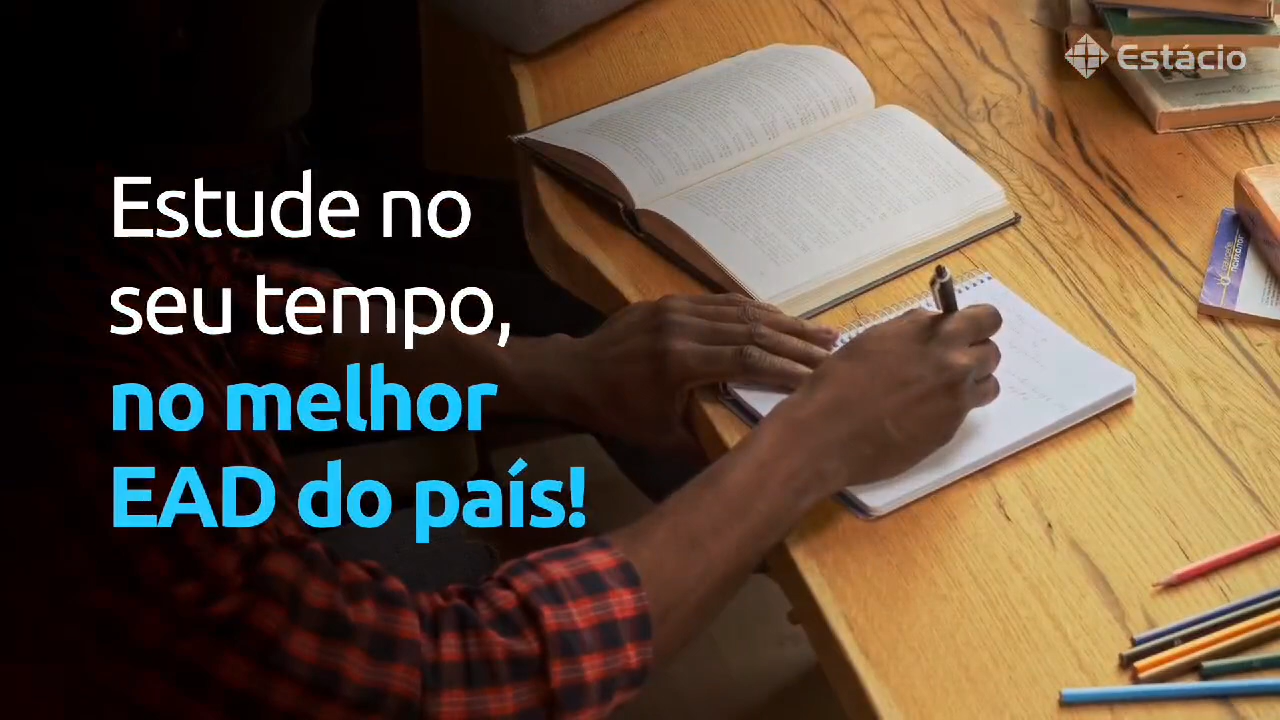 Estácio
Estude no
seu tempo,
no melhor
EAD do país!